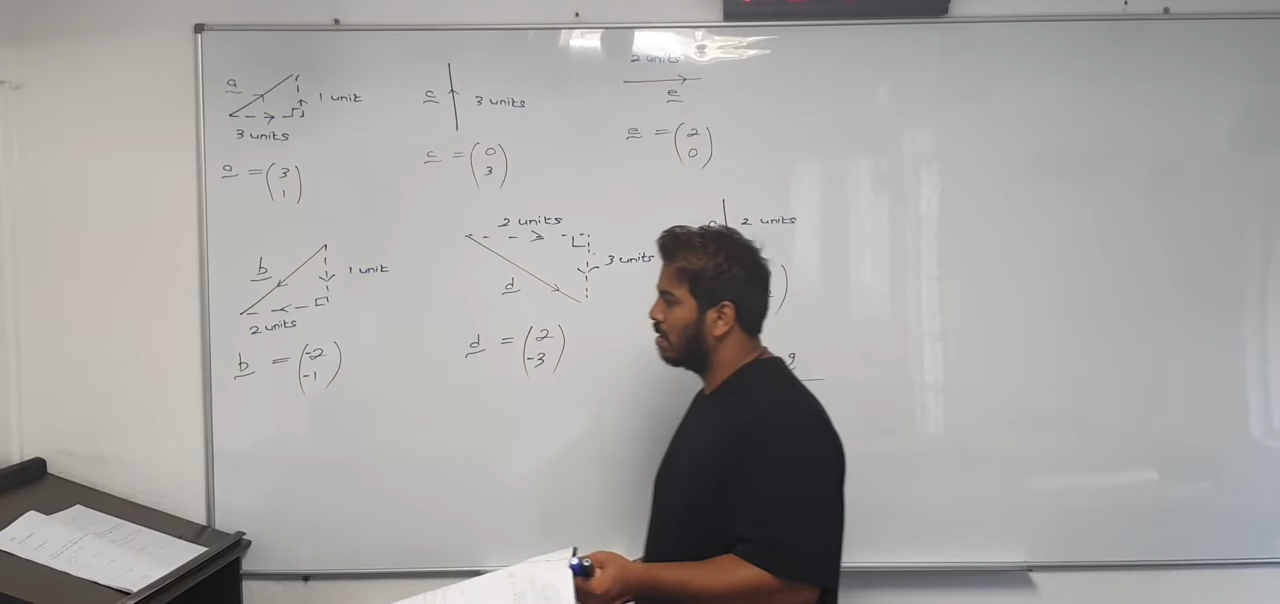 a
1 unit
3 units
a = (3
1)
c
3 units
c = (0
3)
2 units
e
e = (2
0)
b
1 unit
2 units
b = (-2
-1)
2 units
3 units
d
d = (2
-3)
2 units
g